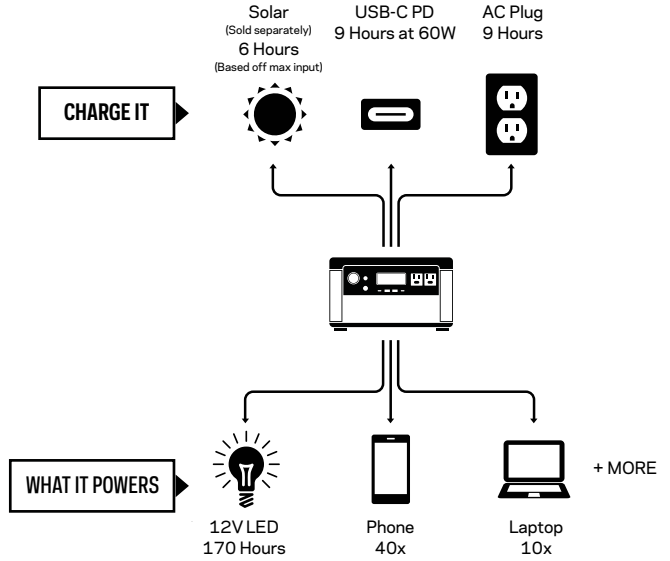 Solar
(Sold separately)
6 Hours
(Based off max input)
USB-C PD
9 Hours at 60W
AC Plug
9 Hours
CHARGE IT
WHAT IT POWERS
12V LED
170 Hours
Phone
40x
Laptop
10x
+ MORE